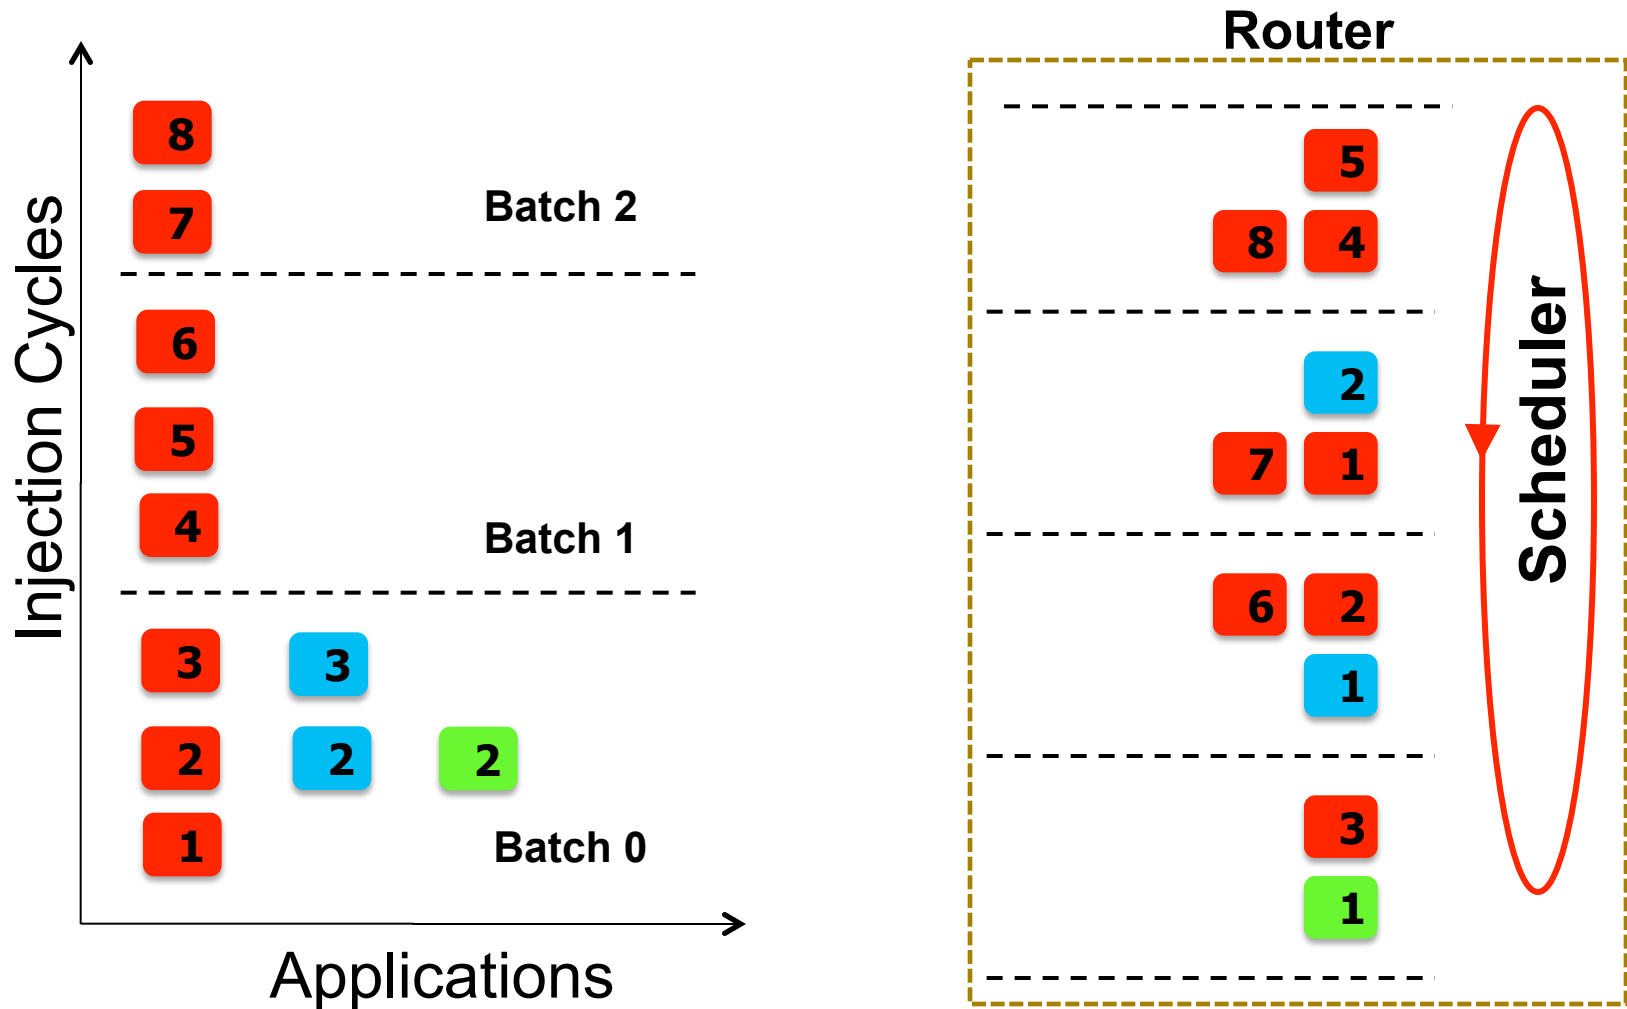 Router
Injection Cycles
8
7
Batch 2
6
5
4
Batch 1
3 3
2 2 2
1
Batch 0
Applications
5
8 4
2
7 1
6 2
1
3
1
Scheduler